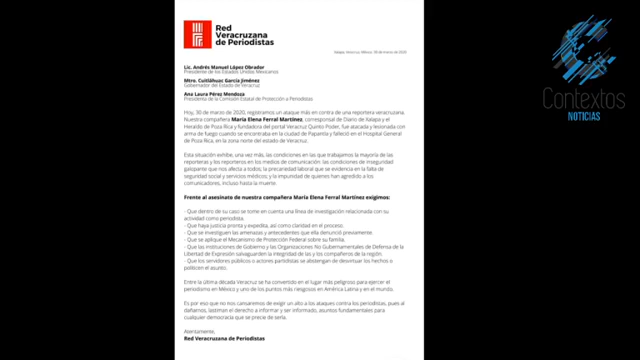 Red
Veracruzana
de Periodistas
Xalapa, Veracruz, México, 30 de marzo de 2020
Lic. Andrés Manuel López Obrador
Presidente de los Estados Unidos Mexicanos
Mtro. Cuitláhuac García Jiménez
Gobernador del Estado de Veracruz
Ana Laura Pérez Mendoza
Presidenta de la Comisión Estatal de Protección a Periodistas
Hoy, 30 de marzo de 2020, registramos un ataque más en contra de una reportera veracruzana.
Nuestra compañera María Elena Ferral Martínez, corresponsal de Diario de Xalapa y el
Heraldo de Poza Rica y fundadora del portal Veracruz Quinto Poder, fue atacada y lesionada con
arma de fuego cuando se encontraba en la ciudad de Papantla y falleció en el Hospital General
de Poza Rica, en la zona norte del estado de Veracruz.
Esta situación exhibe, una vez más, las condiciones en las que trabajamos la mayoría de las
reporteras y los reporteros en los medios de comunicación: las condiciones de inseguridad
galopante que nos afecta a todos; la precariedad laboral que se evidencia en la falta de
seguridad social y servicios médicos; y la impunidad de quienes han agredido a los
comunicadores, incluso hasta la muerte.
Frente al asesinato de nuestra compañera María Elena Ferral Martínez exigimos:
- Que dentro de su caso se tome en cuenta una línea de investigación relacionada con su
actividad como periodista.
- Que haya justicia pronta y expedita, así como claridad en el proceso.
- Que se investiguen las amenazas y antecedentes que ella denunció previamente.
- Que se aplique el Mecanismo de Protección Federal sobre su familia.
- Que las instituciones de Gobierno y las Organizaciones No Gubernamentales de Defensa de la
Libertad de Expresión salvaguarden la integridad de las y los compañeros de la región.
- Que los servidores públicos o actores partidistas se abstengan de desvirtuar los hechos o
politicen el asunto.
Entre la última década Veracruz se ha convertido en el lugar más peligroso para ejercer el
periodismo en México y uno de los puntos más riesgosos en América Latina y en el mundo.
Es por eso que no nos cansaremos de exigir un alto a los ataques contra los periodistas, pues al
dañarnos, lastiman el derecho a informar y ser informado, asuntos fundamentales para
cualquier democracia que se precie de serla.
Atentamente:
Red Veracruzana de Periodistas
Contextos
NOTICIAS